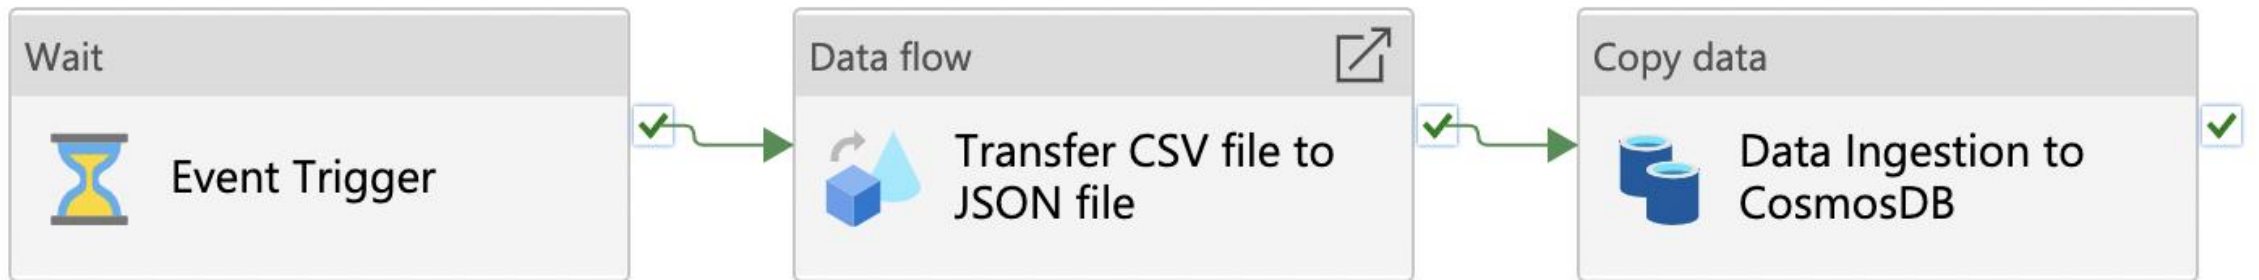 Wait
Event Trigger
Data flow
Transfer CSV file to
JSON file
Copy data
Data Ingestion to
CosmosDB